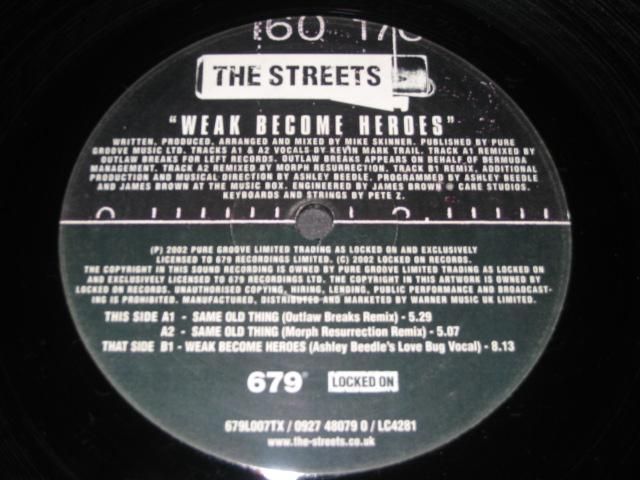 160 170
THE STREETS
"WEAK BECOME HEROES"
WRITTEN, PRODUCED, ARRANGED AND MIXED BY MIKE SKINNER. PUBLISHED BY PURE
GROOVE MUSIC LTD. TRACKS A1 & A2 VOCALS BY KEVIN MARK TRAIL. TRACK A1 REMIXED BY
OUTLAW BREAKS FOR LEFT RECORDS. OUTLAW BREAKS APPEARS ON BEHALF OF BERMUDA
MANAGEMENT. TRACK A2 REMIXED BY MORPH RESURRECTION. TRACK B1 REMIX, ADDITIONAL
PRODUCTION AND MUSICAL DIRECTION BY ASHLEY BEEDLE. PROGRAMMED BY ASHLEY BEEDLE
AND JAMES BROWN AT THE MUSIC BOX. ENGINEERED BY JAMES BROWN @ CARE STUDIOS.
KEYBOARDS AND STRINGS BY PETE Z.
(P) 2002 PURE GROOVE LIMITED TRADING AS LOCKED ON AND EXCLUSIVELY
LICENSED TO 679 RECORDINGS LIMITED. (C) 2002 LOCKED ON RECORDS.
THE COPYRIGHT IN THIS SOUND RECORDING IS OWNED BY PURE GROOVE LIMITED TRADING AS LOCKED ON
AND EXCLUSIVELY LICENSED TO 679 RECORDINGS LTD. THE COPYRIGHT IN THIS ARTWORK IS OWNED BY
LOCKED ON RECORDS. UNAUTHORISED COPYING, HIRING, LENDING, PUBLIC PERFORMANCE AND BROADCAST-
ING IS PROHIBITED. MANUFACTURED, DISTRIBUTED AND MARKETED BY WARNER MUSIC UK LIMITED.
THIS SIDE A1 - SAME OLD THING (Outlaw Breaks Remix) - 5.29
A2 - SAME OLD THING (Morph Resurrection Remix) - 5.07
THAT SIDE B1 - WEAK BECOME HEROES (Ashley Beedle's Love Bug Vocal) - 8.13
679 LOCKED ON
679L007TX / 0927 48079 0 / LC4281
www.the-streets.co.uk